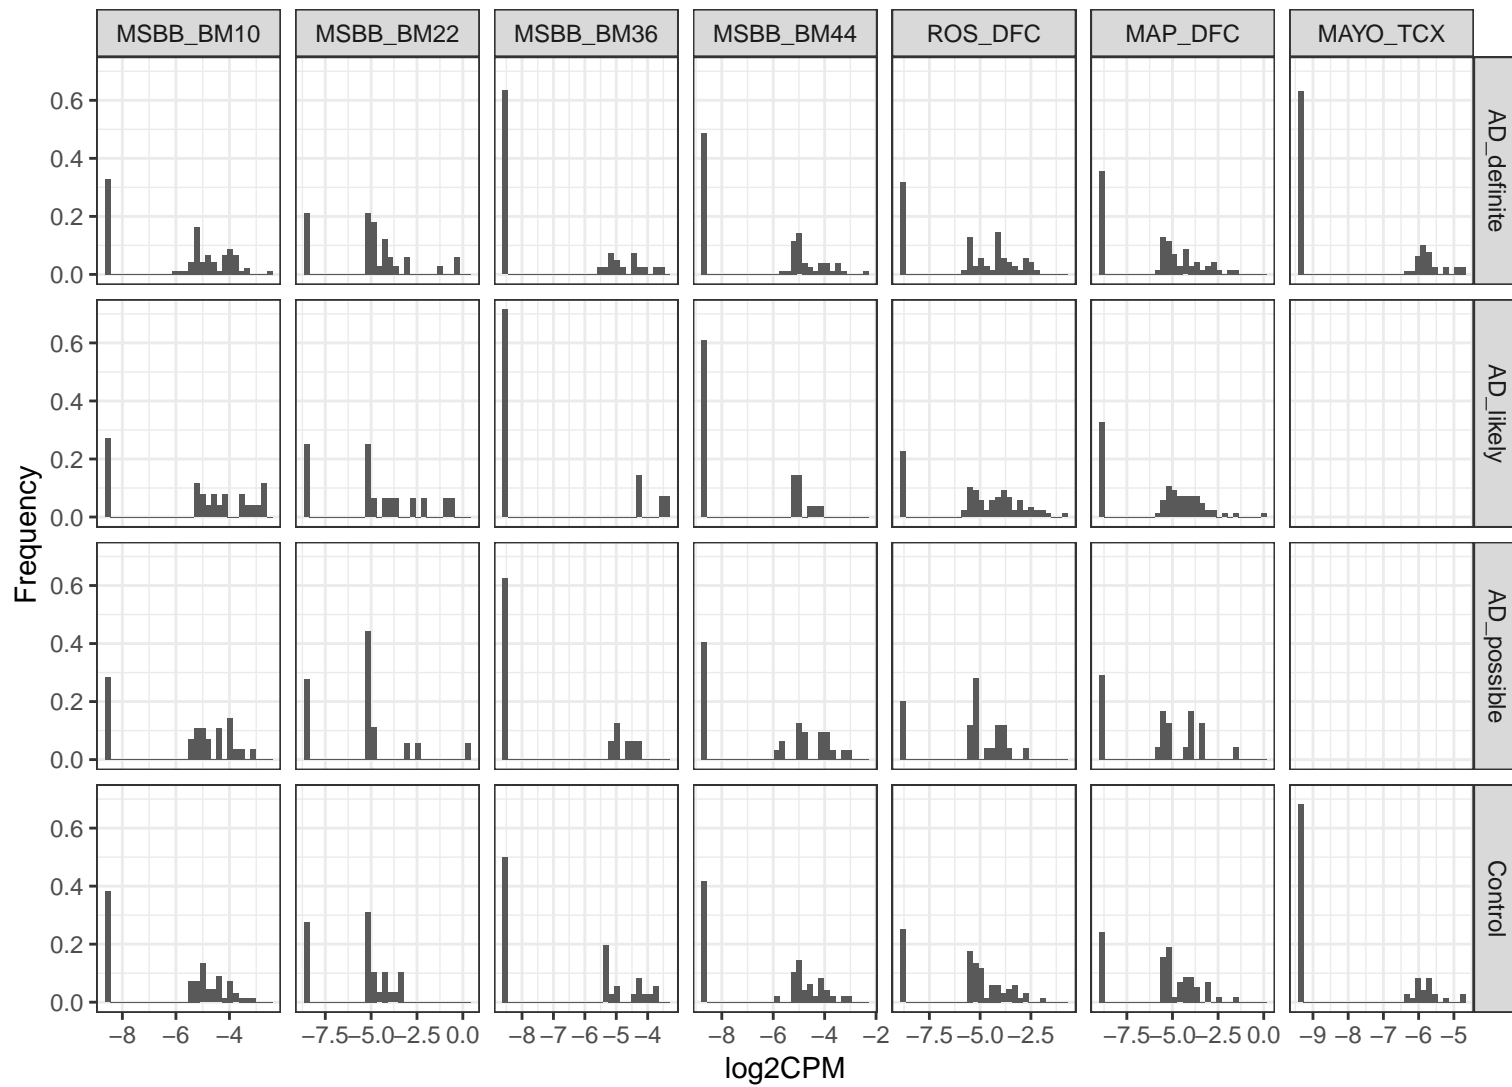 MSBB_BM10 MSBB_BM22 MSBB_BM36 MSBB_BM44 ROS_DFC MAP_DFC MAYO_TCX
Frequency
0.6
0.4
0.2
0.0
AD_definite
0.6
0.4
0.2
0.0
AD_likely
0.6
0.4
0.2
0.0
AD_possible
0.6
0.4
0.2
0.0
Control
−8 −6 −4 −7.5 −5.0 −2.5 0.0 −8 −7 −6 −5 −4 −8 −6 −4 −2 −7.5 −5.0 −2.5 −7.5 −5.0 −2.5 0.0 −9 −8 −7 −6 −5
log2CPM